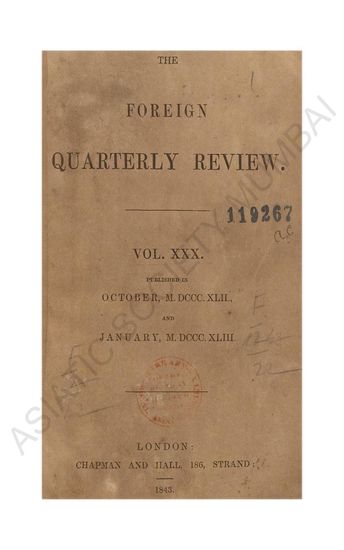 THE
FOREIGN
QUARTERLY REVIEW.
119267
VOL. XXX.
PUBLISHED IN
OCTOBER, M. DCCC. XLII.,
AND
JANUARY, M. DCCC. XLIII.
LONDON:
CHAPMAN AND HALL, 186, STRAND;
1843.
ASIATIC SOCIETY, MUMBAI